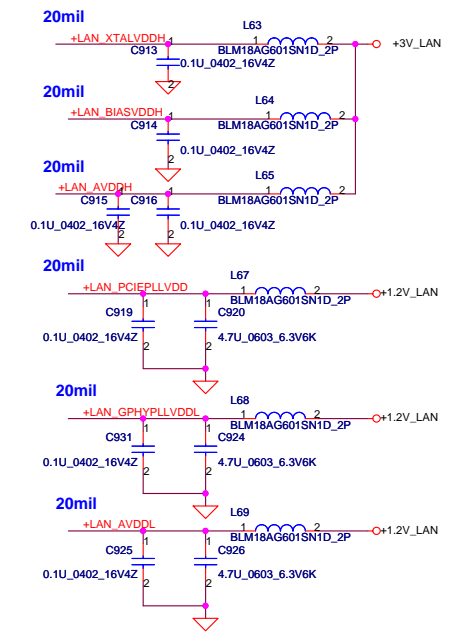 20mil
L63
+LAN_XTALVDDH 1 1 2 +3V_LAN
C913 BLM18AG601SN1D_2P
0.1U_0402_16V4Z
2
20mil
L64
+LAN_BIASVDDH 1 1 2
C914 BLM18AG601SN1D_2P
0.1U_0402_16V4Z
2
20mil
L65
+LAN_AVDDH 1 1 1 2
C915 C916 BLM18AG601SN1D_2P
0.1U_0402_16V4Z 0.1U_0402_16V4Z
2 2
20mil
L67
+LAN_PCIEPLLVDD 1 2 +1.2V_LAN
BLM18AG601SN1D_2P
1 1
C919 C920
0.1U_0402_16V4Z 4.7U_0603_6.3V6K
2 2
20mil
L68
+LAN_GPHYPLLVDDL 1 2 +1.2V_LAN
BLM18AG601SN1D_2P
1 1
C931 C924
0.1U_0402_16V4Z 4.7U_0603_6.3V6K
2 2
20mil
L69
+LAN_AVDDL 1 2 +1.2V_LAN
BLM18AG601SN1D_2P
1 1
C925 C926
0.1U_0402_16V4Z 4.7U_0603_6.3V6K
2 2